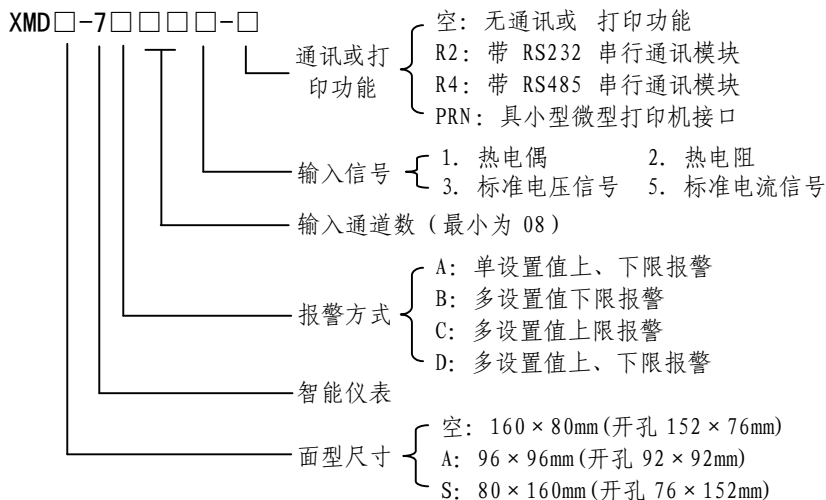 XMD□-7□□□□-□
通讯或打
印功能
空: 无通讯或 打印功能
R2: 带 RS232 串行通讯模块
R4: 带 RS485 串行通讯模块
PRN: 具小型微型打印机接口
输入信号
1. 热电偶 2. 热电阻
3. 标准电压信号 5. 标准电流信号
输入通道数 (最小为 08)
报警方式
A: 单设置值上、下限报警
B: 多设置值下限报警
C: 多设置值上限报警
D: 多设置值上、下限报警
智能仪表
面型尺寸
空: 160×80mm(开孔 152×76mm)
A: 96×96mm(开孔 92×92mm)
S: 80×160mm(开孔 76×152mm)